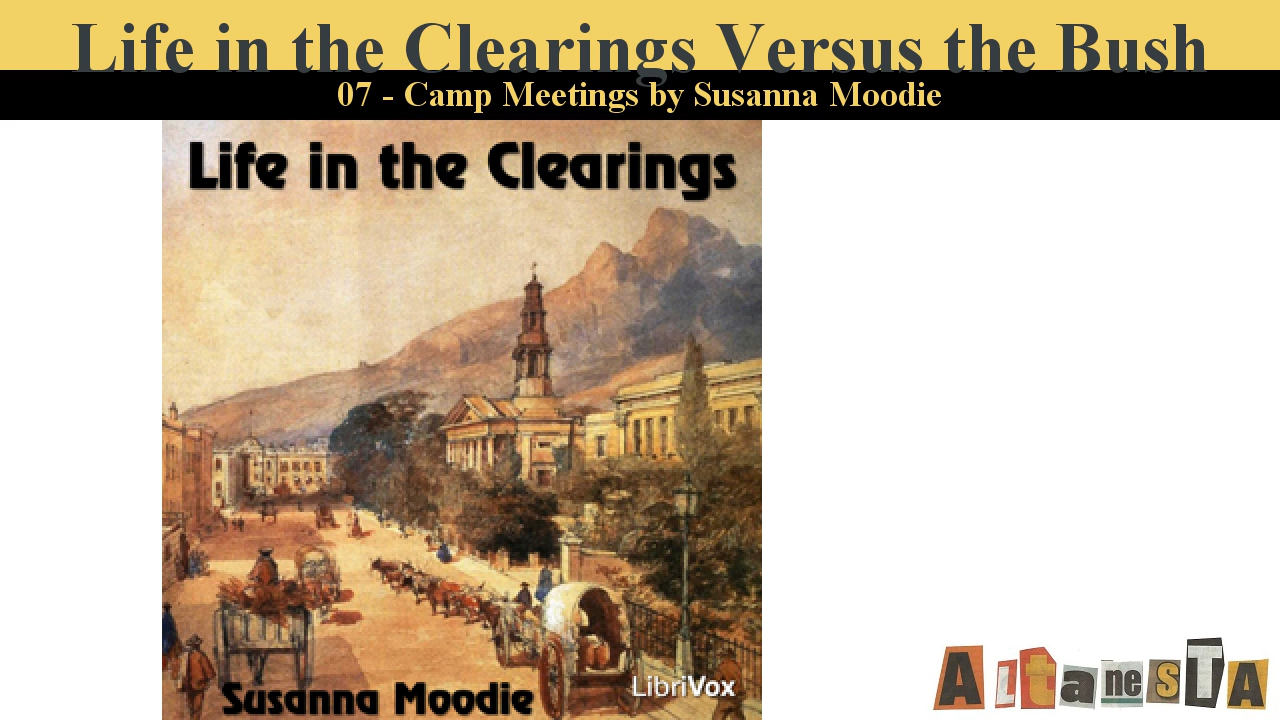 Life in the Clearings Versus the Bush
07 - Camp Meetings by Susanna Moodie
Life in the Clearings
Susanna Moodie
LibriVox
AltanesTA